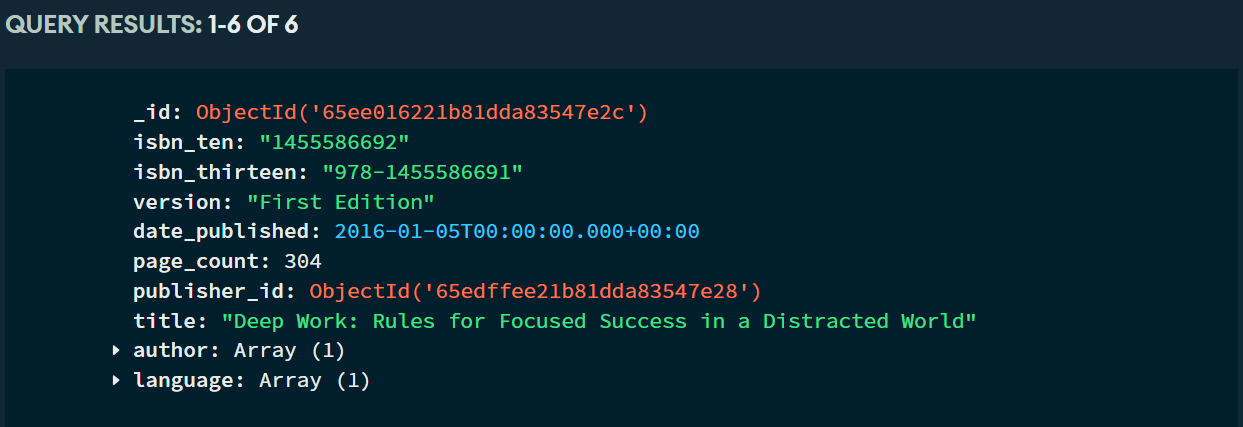 QUERY RESULTS: 1-6 OF 6
_id: ObjectId('65ee016221b81dda83547e2c')
isbn_ten: "1455586692"
isbn_thirteen: "978-1455586691"
version: "First Edition"
date_published: 2016-01-05T00:00:00.000+00:00
page_count: 304
publisher_id: ObjectId('65edffee21b81dda83547e28')
title: "Deep Work: Rules for Focused Success in a Distracted World"
author: Array (1)
language: Array (1)